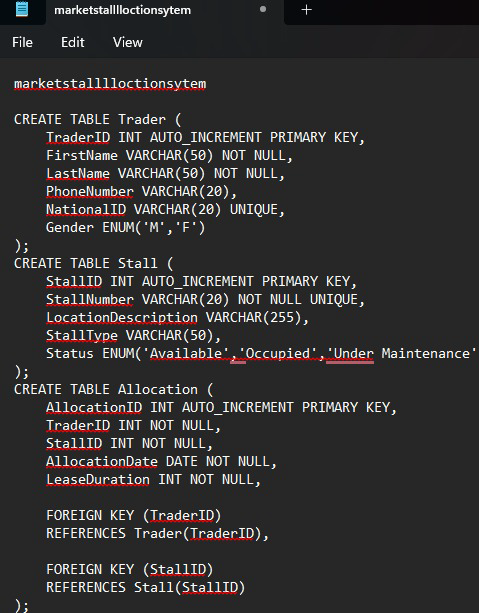 marketstalllloctionsytem
File Edit View
marketstalllloctionsytem
CREATE TABLE Trader (
TraderID INT AUTO_INCREMENT PRIMARY KEY,
FirstName VARCHAR(50) NOT NULL,
LastName VARCHAR(50) NOT NULL,
PhoneNumber VARCHAR(20),
NationalID VARCHAR(20) UNIQUE,
Gender ENUM('M','F')
);
CREATE TABLE Stall (
StallID INT AUTO_INCREMENT PRIMARY KEY,
StallNumber VARCHAR(20) NOT NULL UNIQUE,
LocationDescription VARCHAR(255),
StallType VARCHAR(50),
Status ENUM('Available','Occupied','Under Maintenance'
);
CREATE TABLE Allocation (
AllocationID INT AUTO_INCREMENT PRIMARY KEY,
TraderID INT NOT NULL,
StallID INT NOT NULL,
AllocationDate DATE NOT NULL,
LeaseDuration INT NOT NULL,
FOREIGN KEY (TraderID)
REFERENCES Trader(TraderID),
FOREIGN KEY (StallID)
REFERENCES Stall(StallID)
);